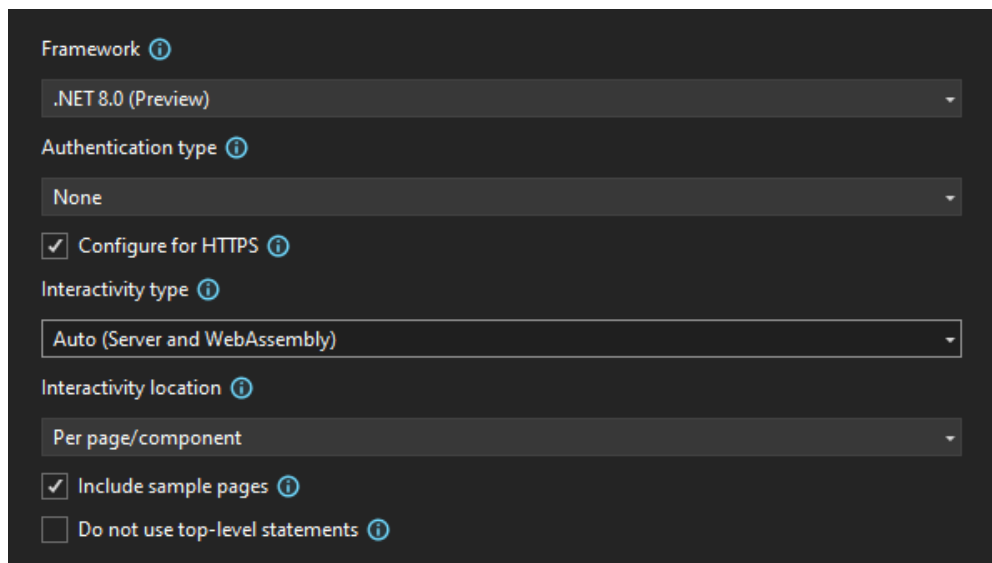 Framework
.NET 8.0 (Preview)
Authentication type
None
Configure for HTTPS
Interactivity type
Auto (Server and WebAssembly)
Interactivity location
Per page/component
Include sample pages
Do not use top-level statements